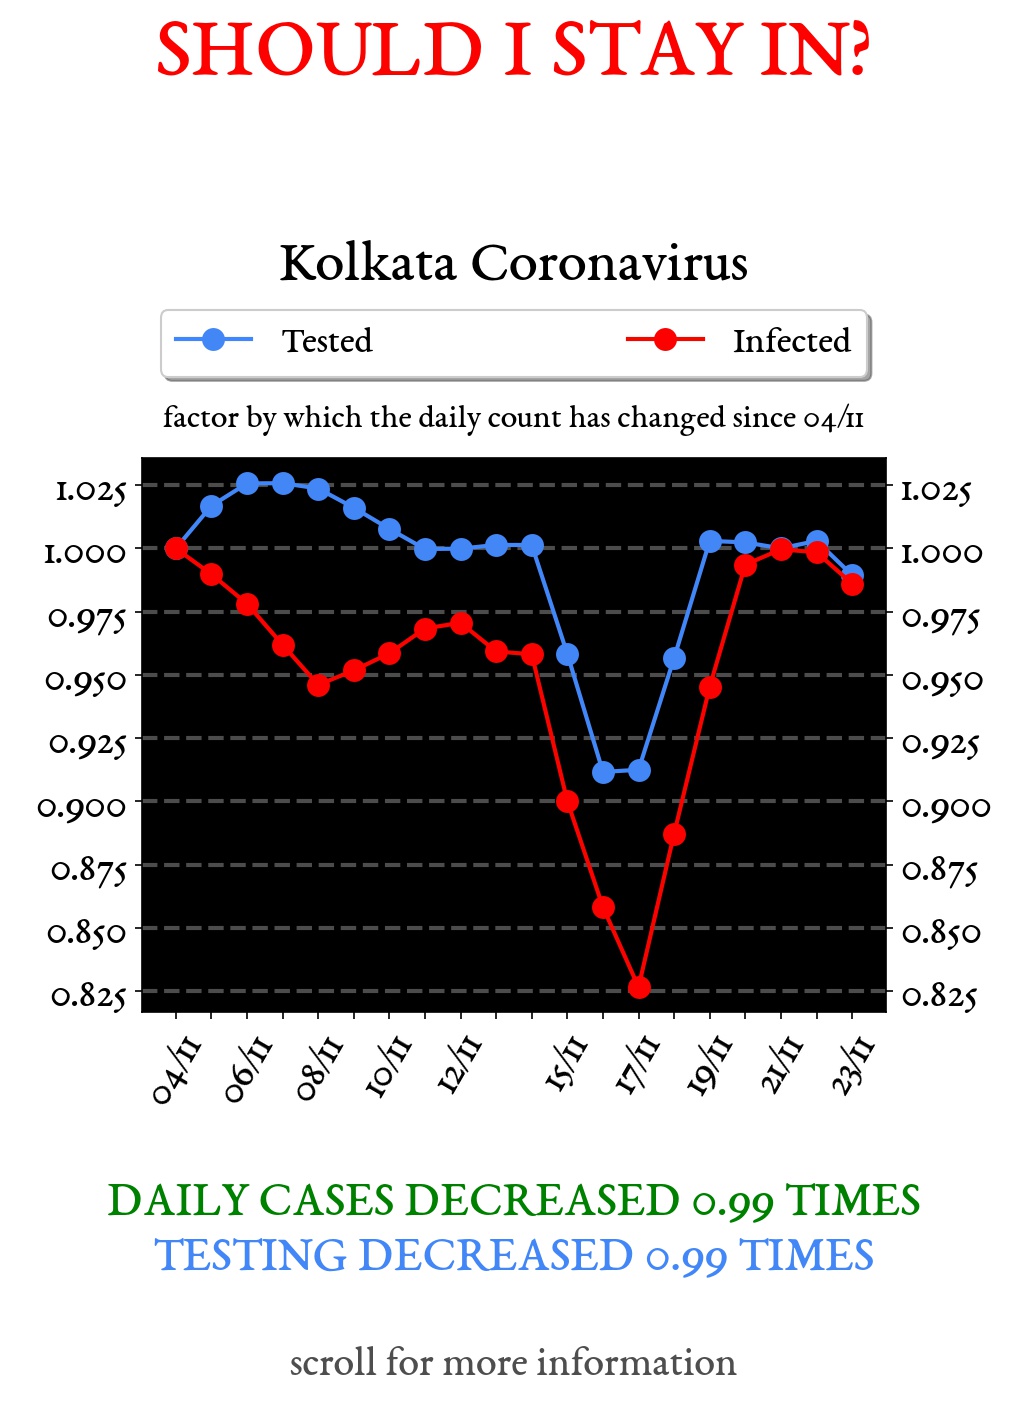 SHOULD I STAY IN?
Kolkata Coronavirus
Tested Infected
factor by which the daily count has changed since 04/11
1.025 1.025
1.000 1.000
0.975 0.975
0.950 0.950
0.925 0.925
0.900 0.900
0.875 0.875
0.850 0.850
0.825 0.825
04/11 06/11 08/11 10/11 12/11 15/11 17/11 19/11 21/11 23/11
DAILY CASES DECREASED 0.99 TIMES
TESTING DECREASED 0.99 TIMES
scroll for more information